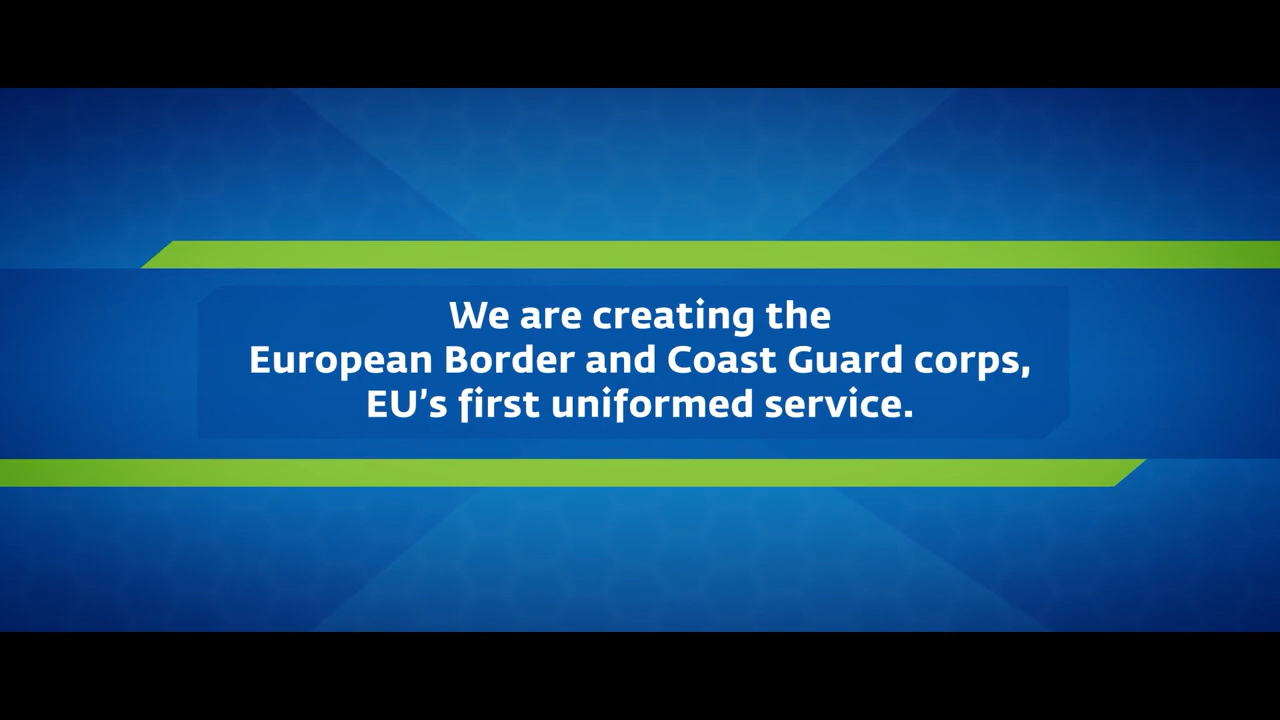 We are creating the
European Border and Coast Guard corps,
EU’s first uniformed service.